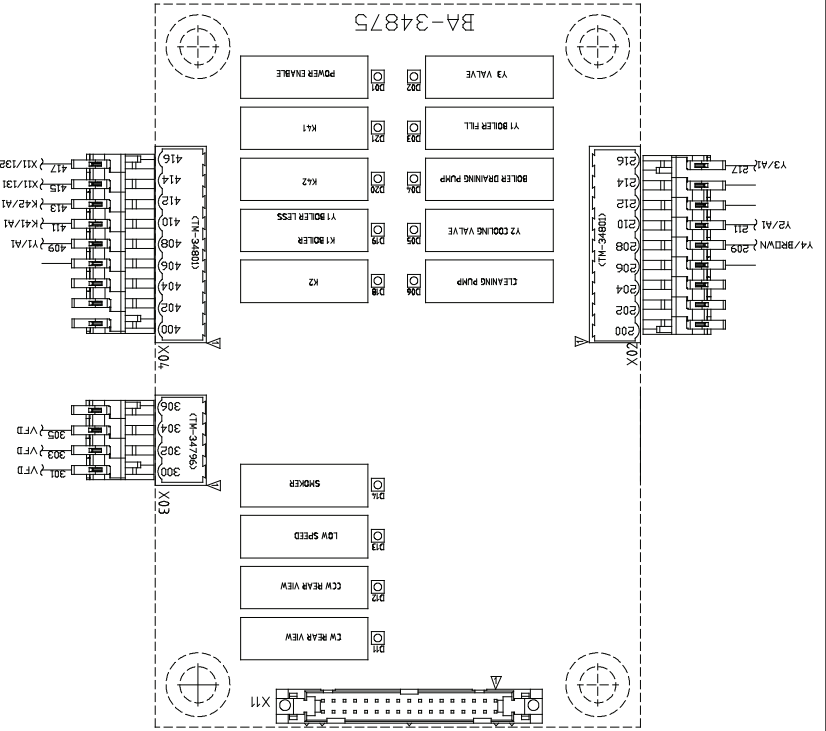 BA-34875
POWER ENABLE
D01
D02
Y3 VALVE
K41
D21
D03
Y1 BOILER FILL
K42
D20
D04
BOILER DRAINING PUMP
Y1 BOILER LESS
K1 BOILER
D19
D05
Y2 COOLING VALVE
K2
D18
D06
CLEANING PUMP
X11/132
417
X11/131
415
K42/A1
413
K41/A1
411
Y1/A1
409
416
414
412
410
408
406
404
402
400
(TM-34801)
X04
216
214
212
210
208
206
204
202
200
(TM-34801)
X02
217
Y3/A1
211
Y2/A1
209
Y4/BROWN
VFD
305
VFD
303
VFD
301
306
304
302
300
(TM-34796)
X03
SMOKER
D14
LOW SPEED
D13
CCW REAR VIEW
D12
CW REAR VIEW
D11
X11